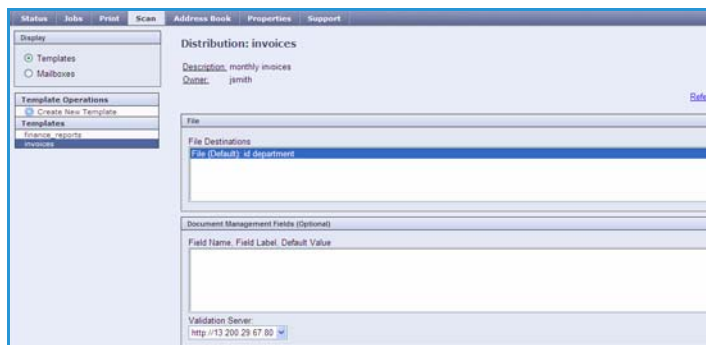 Status Jobs Print Scan Address Book Properties Support
Display
Templates
Mailboxes
Template Operations
Create New Template
Templates
finance_reports
invoices
Distribution: invoices
Description: monthly invoices
Owner: jsmith
Refe
File
File Destinations
File (Default) id department
Document Management Fields (Optional)
Field Name, Field Label, Default Value
Validation Server:
http://13 200 29 67 80